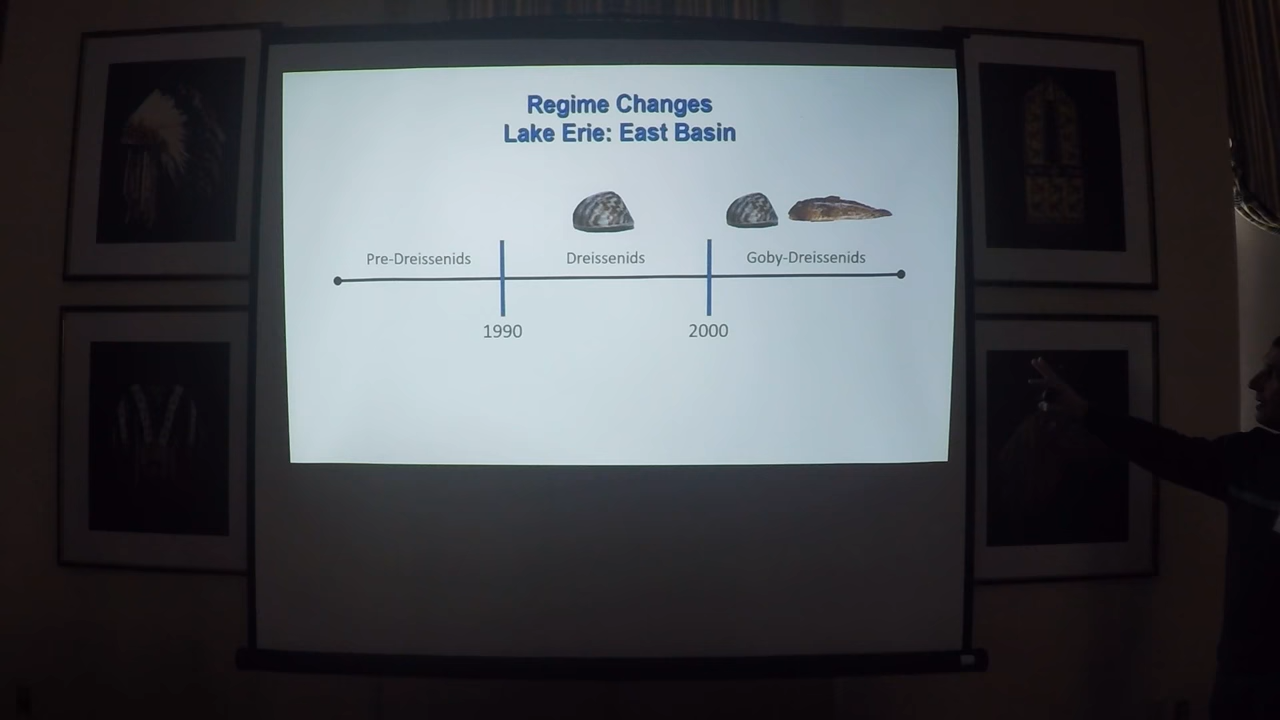 Regime Changes
Lake Erie: East Basin
Pre-Dreissenids
Dreissenids
Goby-Dreissenids
1990
2000